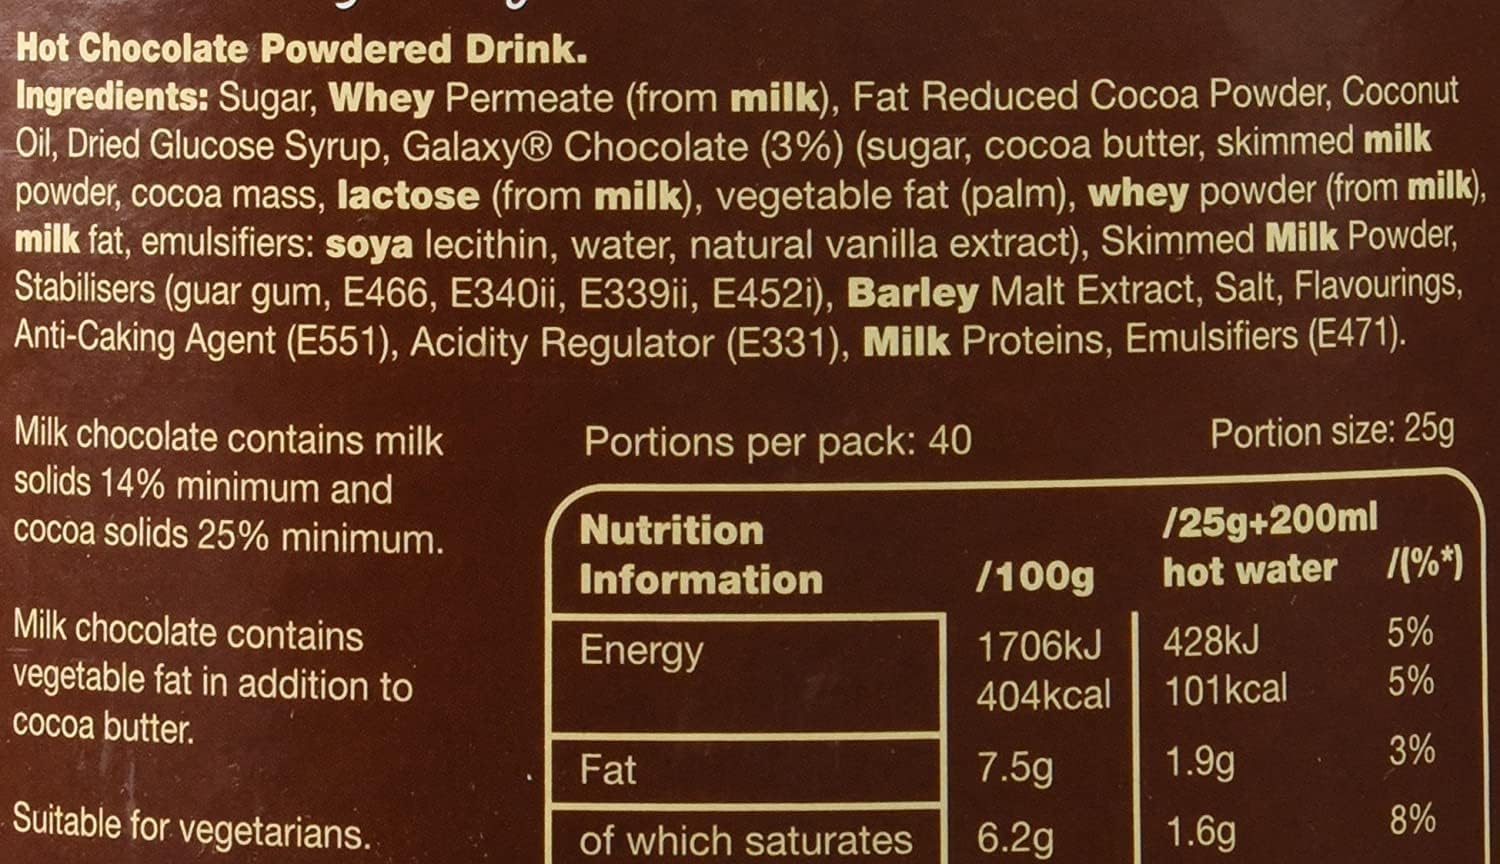 Hot Chocolate Powdered Drink.
Ingredients: Sugar, Whey Permeate (from milk), Fat Reduced Cocoa Powder, Coconut
Oil, Dried Glucose Syrup, Galaxy® Chocolate (3%) (sugar, cocoa butter, skimmed milk
powder, cocoa mass, lactose (from milk), vegetable fat (palm), whey powder (from milk),
milk fat, emulsifiers: soya lecithin, water, natural vanilla extract), Skimmed Milk Powder,
Stabilisers (guar gum, E466, E340ii, E339ii, E452i), Barley Malt Extract, Salt, Flavourings,
Anti-Caking Agent (E551), Acidity Regulator (E331), Milk Proteins, Emulsifiers (E471).
Milk chocolate contains milk
solids 14% minimum and
cocoa solids 25% minimum.
Milk chocolate contains
vegetable fat in addition to
cocoa butter.
Suitable for vegetarians.
Portions per pack: 40 Portion size: 25g
Nutrition /25g+200ml
Information /100g hot water /(%*)
Energy 1706kJ 428kJ 5%
404kcal 101kcal 5%
Fat 7.5g 1.9g 3%
of which saturates 6.2g 1.6g 8%